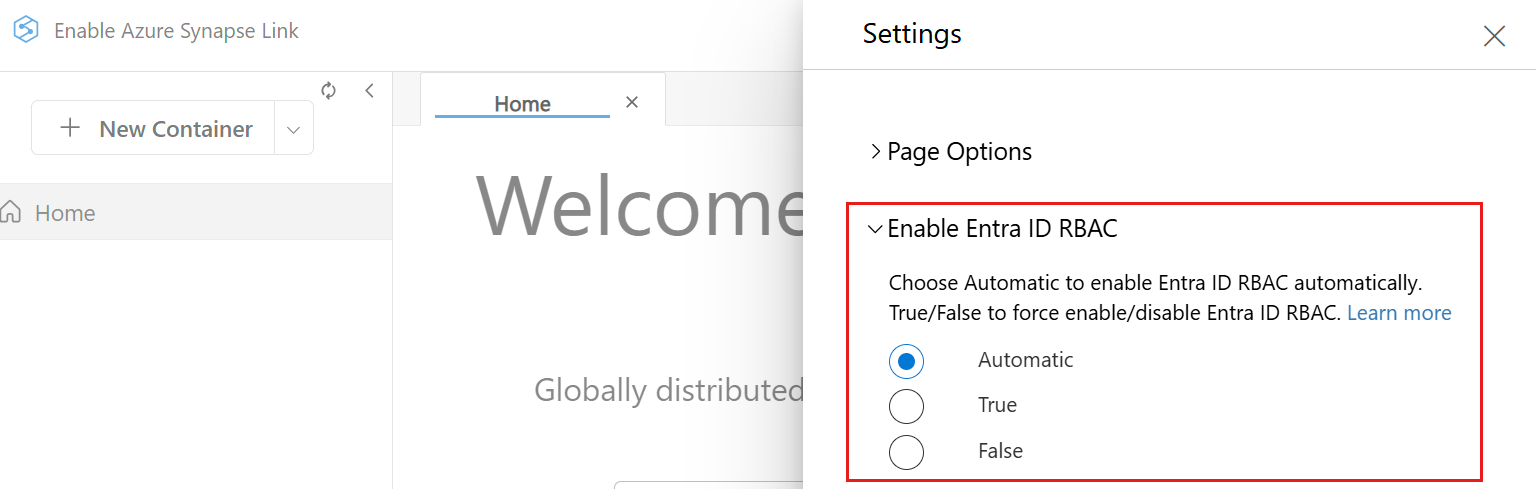 Enable Azure Synapse Link
New Container
Home
Home
Welcome
Globally distributed
Settings
Page Options
Enable Entra ID RBAC
Choose Automatic to enable Entra ID RBAC automatically.
True/False to force enable/disable Entra ID RBAC. Learn more
Automatic
True
False